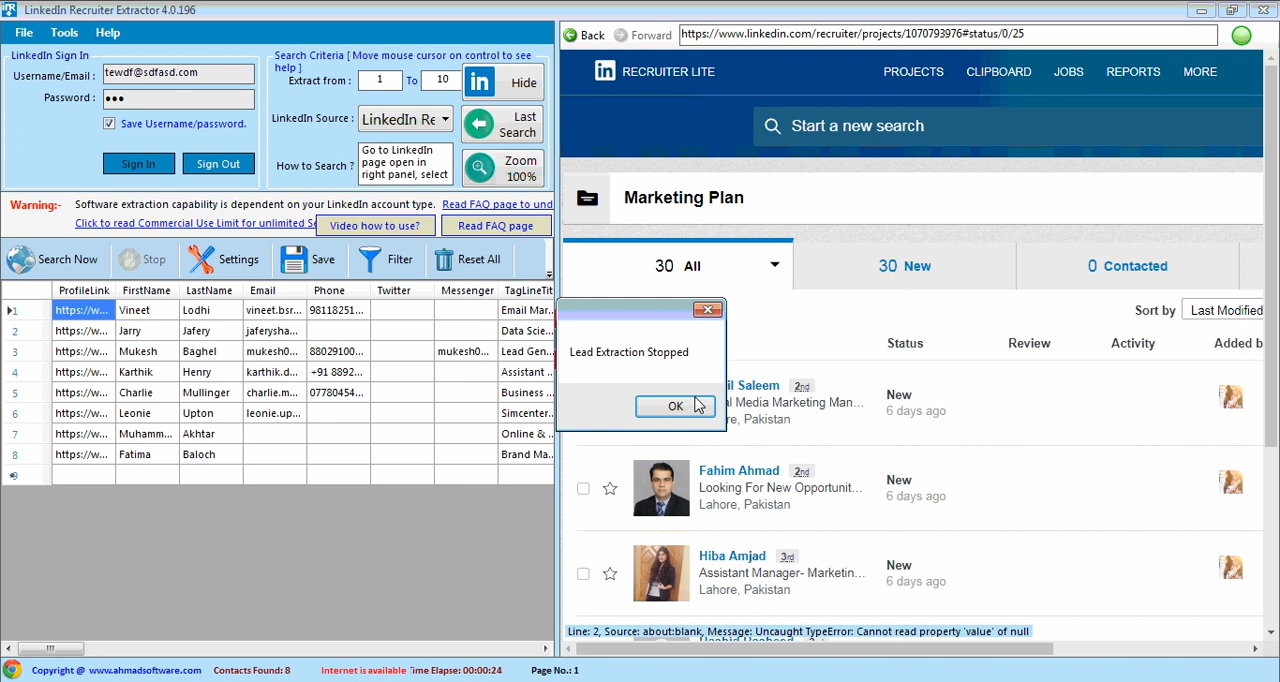 LinkedIn Recruiter Extractor 4.0.196
File Tools Help
LinkedIn Sign In
Username/Email : tewdf@sdfasd.com
Password : •••
Save Username/password.
Sign In Sign Out
Search Criteria [ Move mouse cursor on control to see
help ]
Extract from : 1 To 10
in Hide
LinkedIn Source : LinkedIn Re
Last
Search
How to Search ? Go to LinkedIn
page open in
right panel, select
Zoom
100%
Warning:- Software extraction capability is dependent on your LinkedIn account type. Read FAQ page to und
Click to read Commercial Use Limit for unlimited Se
Video how to use? Read FAQ page
Search Now Stop Settings Save Filter Reset All
ProfileLink FirstName LastName Email Phone Twitter Messenger TagLineTitl
1 https://w... Vineet Lodhi vineet.bsr... 98118251... Email Mar...
2 https://w... Jarry Jafery jaferysha... Data Scie...
3 https://w... Mukesh Baghel mukesh0... 88029100... mukesh0... Lead Gen...
4 https://w... Karthik Henry karthik.d... +91 8892... Assistant ..
5 https://w... Charlie Mullinger charlie.m... 07780454... Business ..
6 https://w... Leonie Upton leonie.up... Simcenter...
7 https://w... Muhamm... Akhtar Online & ..
8 https://w... Fatima Baloch Brand Ma...
9
Copyright @ www.ahmadsoftware.com Contacts Found: 8 Internet is available Time Elapse: 00:00:24 Page No.: 1
Back Forward https://www.linkedin.com/recruiter/projects/1070793976#status/0/25
in RECRUITER LITE PROJECTS CLIPBOARD JOBS REPORTS MORE
Start a new search
Marketing Plan
30 All 30 New 0 Contacted
Sort by Last Modified
Status Review Activity Added b
Lead Extraction Stopped
OK
il Saleem 2nd
al Media Marketing Man...
re, Pakistan
New
6 days ago
Fahim Ahmad 2nd
Looking For New Opportunit...
Lahore, Pakistan
New
6 days ago
Hiba Amjad 3rd
Assistant Manager- Marketin...
Lahore, Pakistan
New
6 days ago
Line: 2, Source: about:blank, Message: Uncaught TypeError: Cannot read property 'value' of null